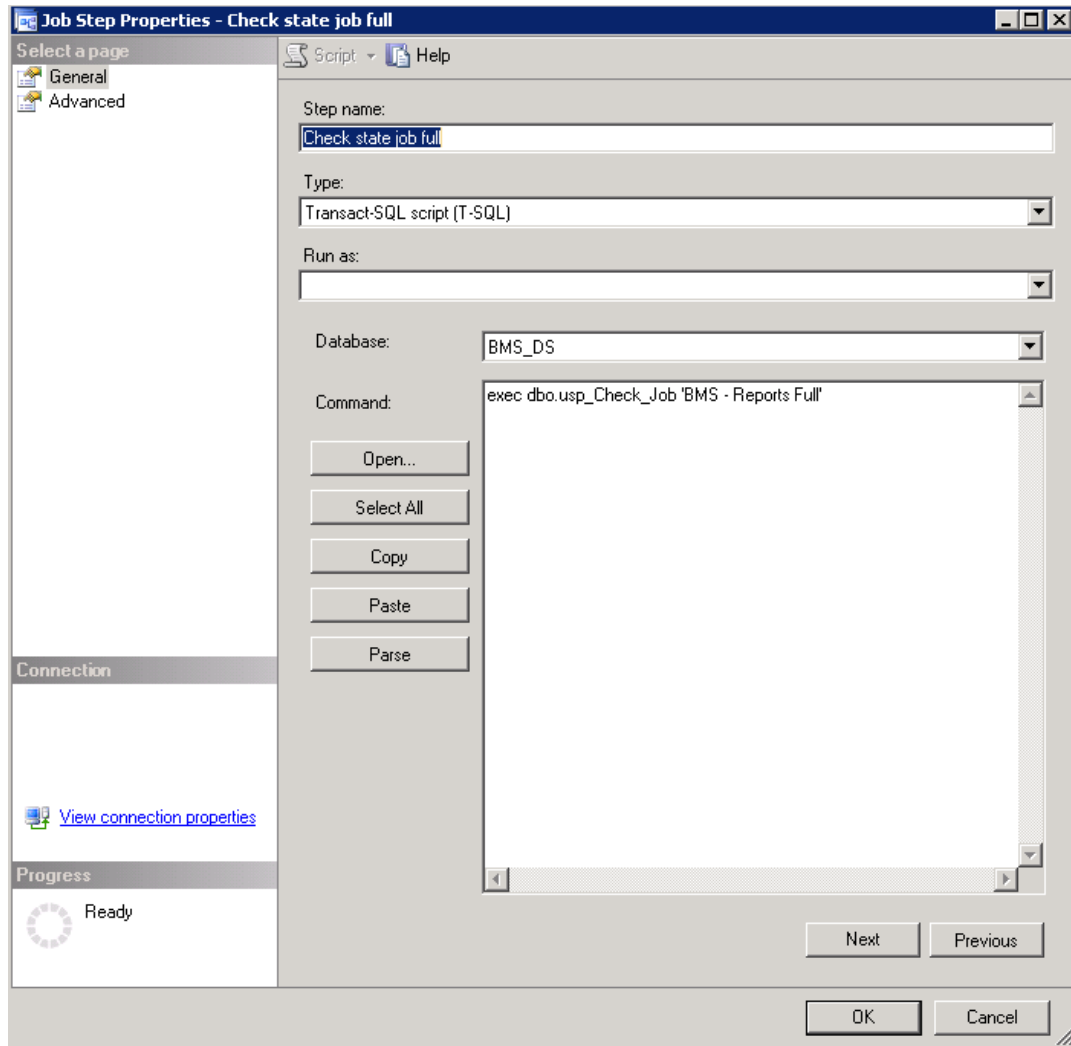 Job Step Properties - Check state job full
Select a page
General
Advanced
Script
Help
Step name:
Check state job full
Type:
Transact-SQL script (T-SQL)
Run as:
Database:
BMS_DS
Command:
exec dbo.usp_Check_Job 'BMS - Reports Full'
Open...
Select All
Copy
Paste
Parse
Connection
View connection properties
Progress
Ready
Next
Previous
OK
Cancel